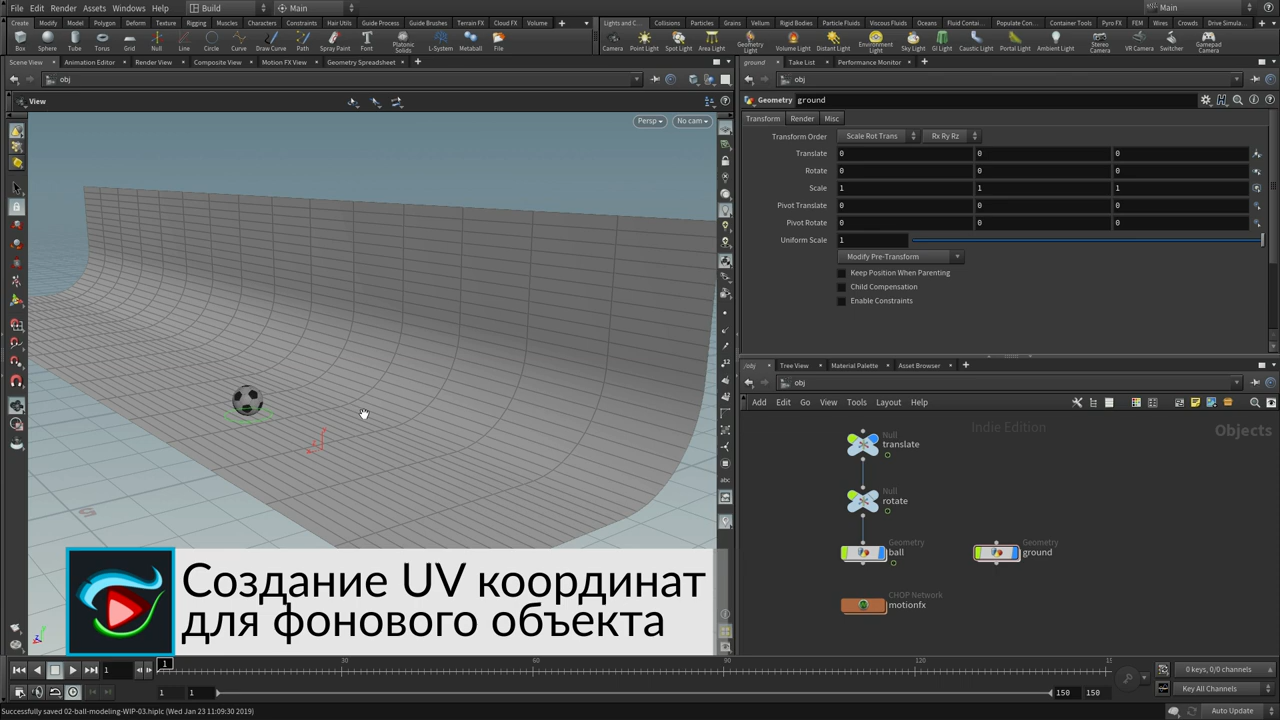 File Edit Render Assets Windows Help Build Main Main
Create Modify Model Polygon Deform Texture Rigging Muscles Characters Constraints Hair Utils Guide Process Guide Brushes Terrain FX Cloud FX Volume
Lights and C... Collisions Particles Grains Vellum Rigid Bodies Particle Fluids Viscous Fluids Oceans Fluid Contai... Populate Con... Container Tools Pyro FX FEM Wires Crowds Drive Simula...
Box Sphere Tube Torus Grid Null Line Circle Curve Draw Curve Path Spray Paint Font Platonic Solids L-System Metaball File
Camera Point Light Spot Light Area Light Geometry Light Volume Light Distant Light Environment Light Sky Light GI Light Caustic Light Portal Light Ambient Light Stereo Camera VR Camera Switcher Gamepad Camera
Scene View Animation Editor Render View Composite View Motion FX View Geometry Spreadsheet
obj
View
Persp No cam
5
abc
Создание UV координат
для фонового объекта
ground Take List Performance Monitor
obj
Geometry ground
Transform Render Misc
Transform Order Scale Rot Trans Rx Ry Rz
Translate 0 0 0
Rotate 0 0 0
Scale 1 1 1
Pivot Translate 0 0 0
Pivot Rotate 0 0 0
Uniform Scale 1
Modify Pre-Transform
Keep Position When Parenting
Child Compensation
Enable Constraints
/obj Tree View Material Palette Asset Browser
obj
Add Edit Go View Tools Layout Help
Indie Edition
Objects
Null
translate
Null
rotate
Geometry
ball
Geometry
ground
CHOP Network
motionfx
1 1 30 60 90 120 15
0 keys, 0/0 channels
1 1 150 150
Key All Channels
Successfully saved 02-ball-modeling-WIP-03.hiplc (Wed Jan 23 11:09:30 2019)
Auto Update